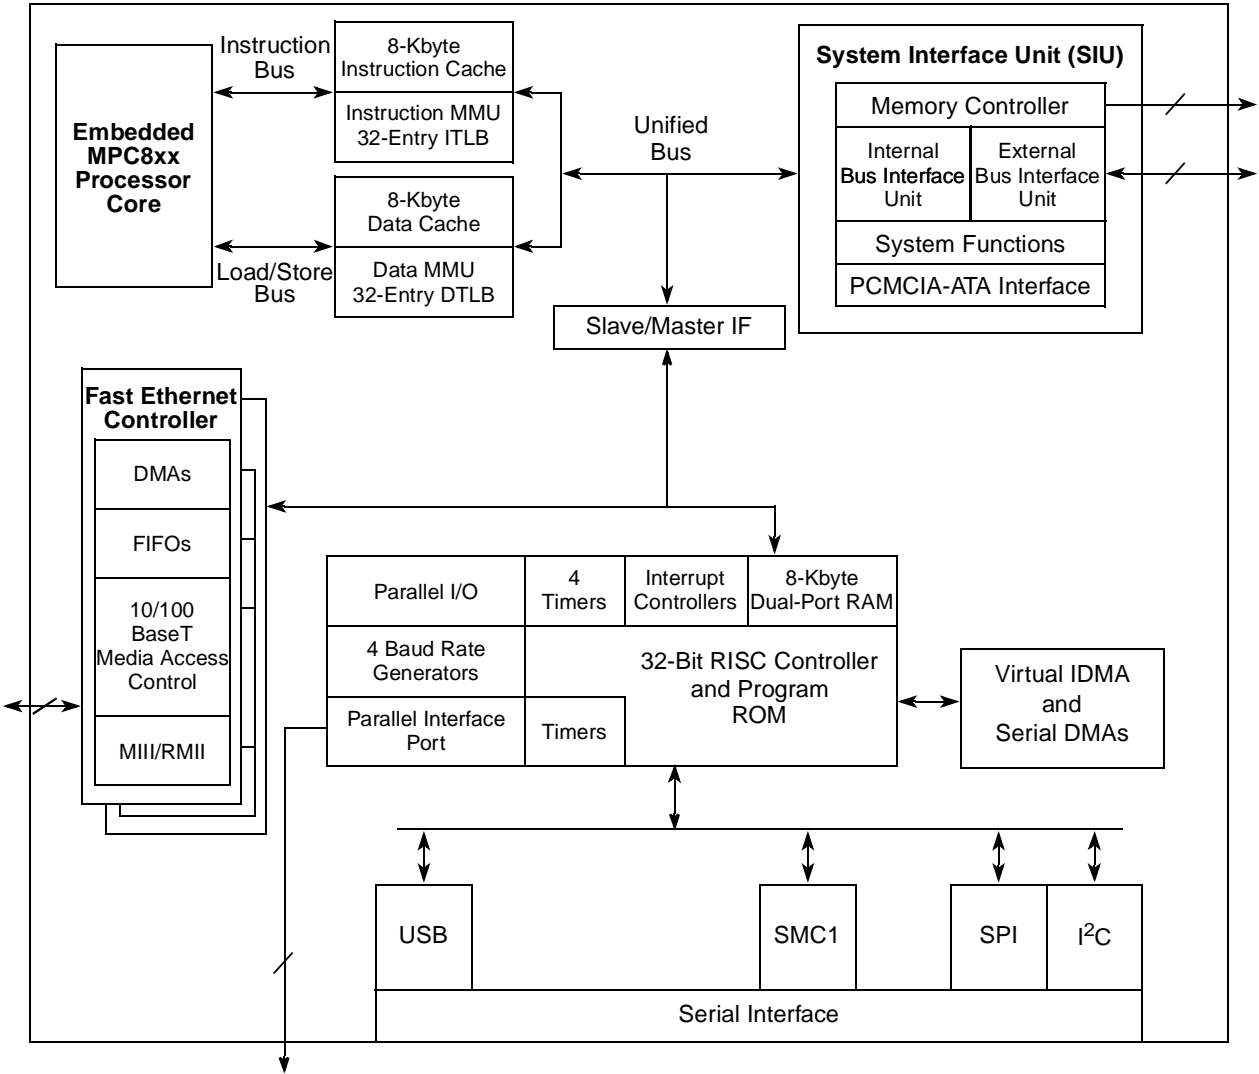 Instruction
Bus
8-Kbyte
Instruction Cache
Instruction MMU
32-Entry ITLB
Embedded
MPC8xx
Processor
Core
8-Kbyte
Data Cache
Load/Store
Bus
Data MMU
32-Entry DTLB
Unified
Bus
System Interface Unit (SIU)
Memory Controller
Internal
Bus Interface
Unit
External
Bus Interface
Unit
System Functions
PCMCIA-ATA Interface
Slave/Master IF
Fast Ethernet
Controller
DMAs
FIFOs
10/100
BaseT
Media Access
Control
MIII/RMII
Parallel I/O
4
Timers
Interrupt
Controllers
8-Kbyte
Dual-Port RAM
4 Baud Rate
Generators
32-Bit RISC Controller
and Program
ROM
Parallel Interface
Port
Timers
Virtual IDMA
and
Serial DMAs
USB
SMC1
SPI
I²C
Serial Interface